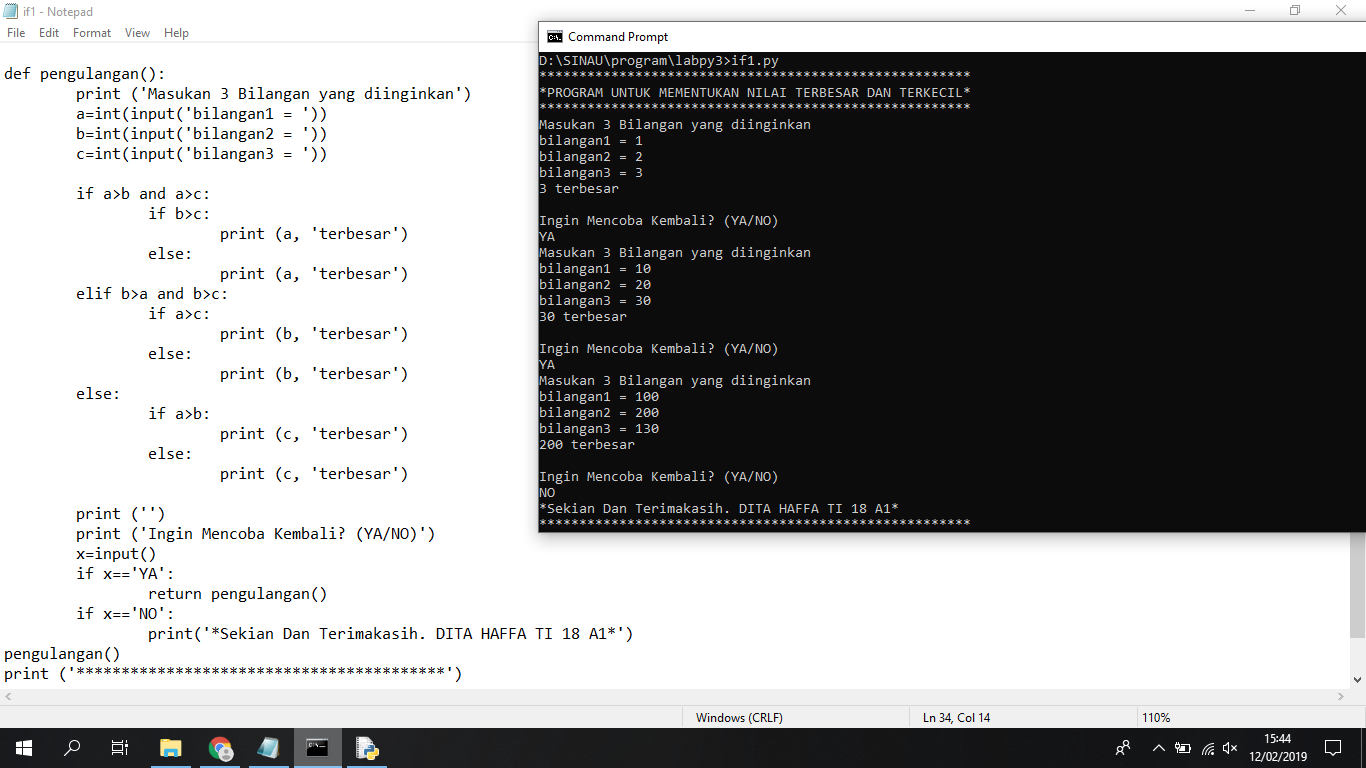 if1 - Notepad
File Edit Format View Help
def pengulangan():
print ('Masukan 3 Bilangan yang diinginkan')
a=int(input('bilangan1 = '))
b=int(input('bilangan2 = '))
c=int(input('bilangan3 = '))
if a>b and a>c:
if b>c:
print (a, 'terbesar')
else:
print (a, 'terbesar')
elif b>a and b>c:
if a>c:
print (b, 'terbesar')
else:
print (b, 'terbesar')
else:
if a>b:
print (c, 'terbesar')
else:
print (c, 'terbesar')
print ('')
print ('Ingin Mencoba Kembali? (YA/NO)')
x=input()
if x=='YA':
return pengulangan()
if x=='NO':
print('*Sekian Dan Terimakasih. DITA HAFFA TI 18 A1*')
pengulangan()
print ('*****************************************')
Command Prompt
D:\SINAU\program\labpy3>if1.py
******************************************************
*PROGRAM UNTUK MEMENTUKAN NILAI TERBESAR DAN TERKECIL*
******************************************************
Masukan 3 Bilangan yang diinginkan
bilangan1 = 1
bilangan2 = 2
bilangan3 = 3
3 terbesar
Ingin Mencoba Kembali? (YA/NO)
YA
Masukan 3 Bilangan yang diinginkan
bilangan1 = 10
bilangan2 = 20
bilangan3 = 30
30 terbesar
Ingin Mencoba Kembali? (YA/NO)
YA
Masukan 3 Bilangan yang diinginkan
bilangan1 = 100
bilangan2 = 200
bilangan3 = 130
200 terbesar
Ingin Mencoba Kembali? (YA/NO)
NO
*Sekian Dan Terimakasih. DITA HAFFA TI 18 A1*
******************************************************
Windows (CRLF) Ln 34, Col 14 110%
15:44
12/02/2019